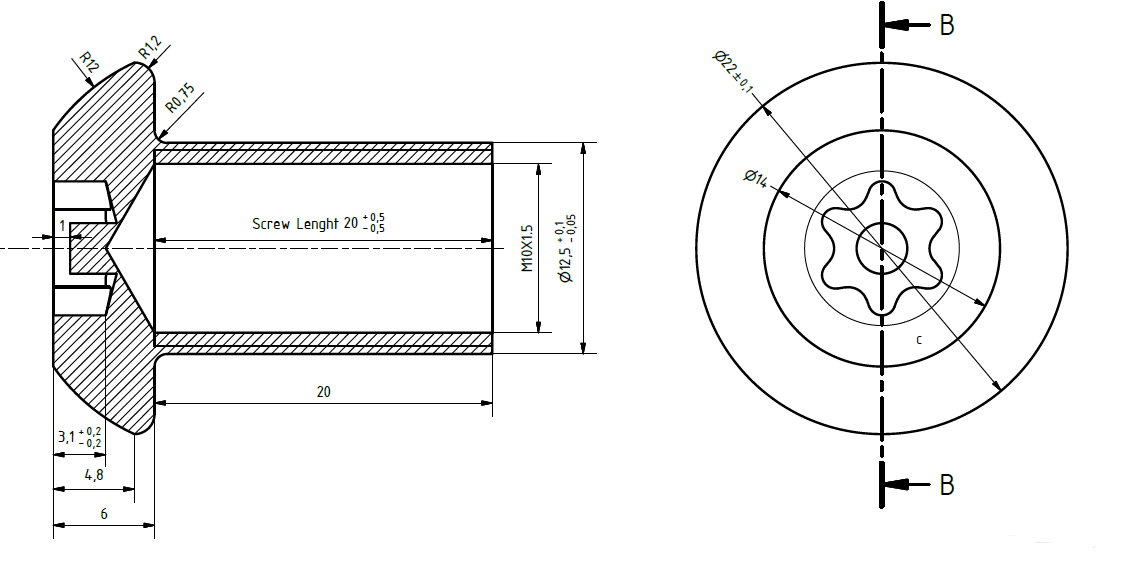 R12
R1,2
R0,75
1
Screw Lenght 20 +0,5 -0,5
M10X1.5
Ø12,5 +0,1 -0,05
20
3,1 +0,2 -0,2
4,8
6
B
Ø22±0,1
Ø14
C
B